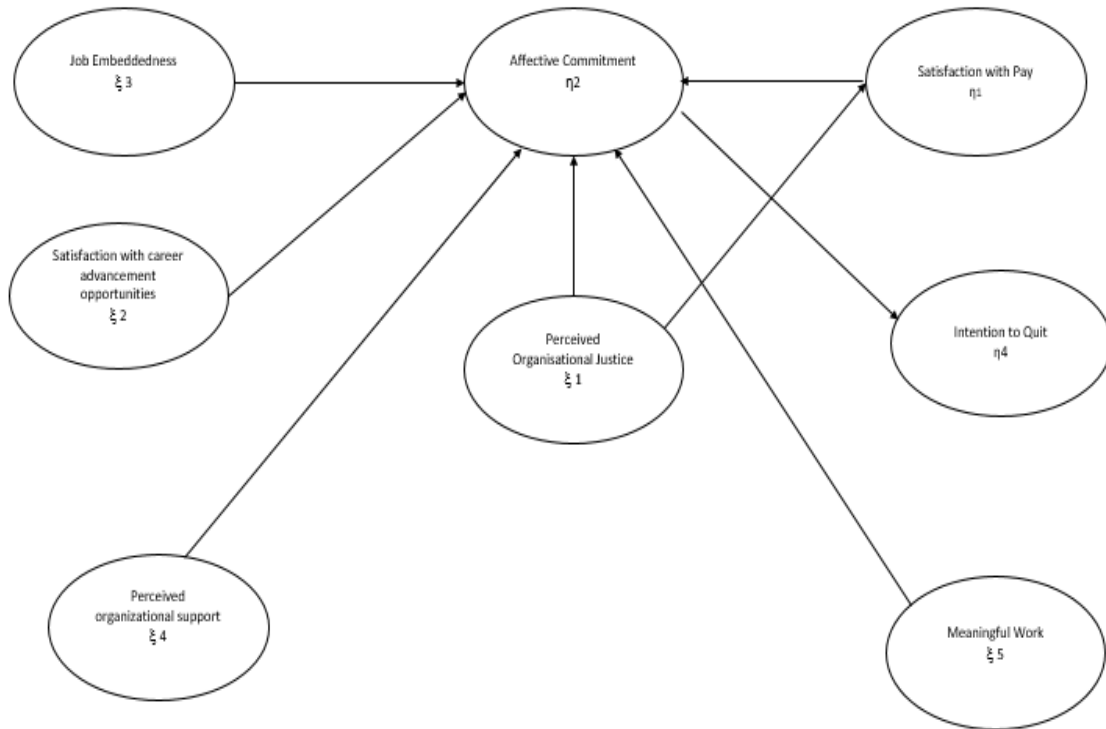 Job Embeddedness
ξ 3
Affective Commitment
η2
Satisfaction with Pay
η1
Satisfaction with career
advancement
opportunities
ξ 2
Perceived
Organisational Justice
ξ 1
Intention to Quit
η4
Perceived
organizational support
ξ 4
Meaningful Work
ξ 5